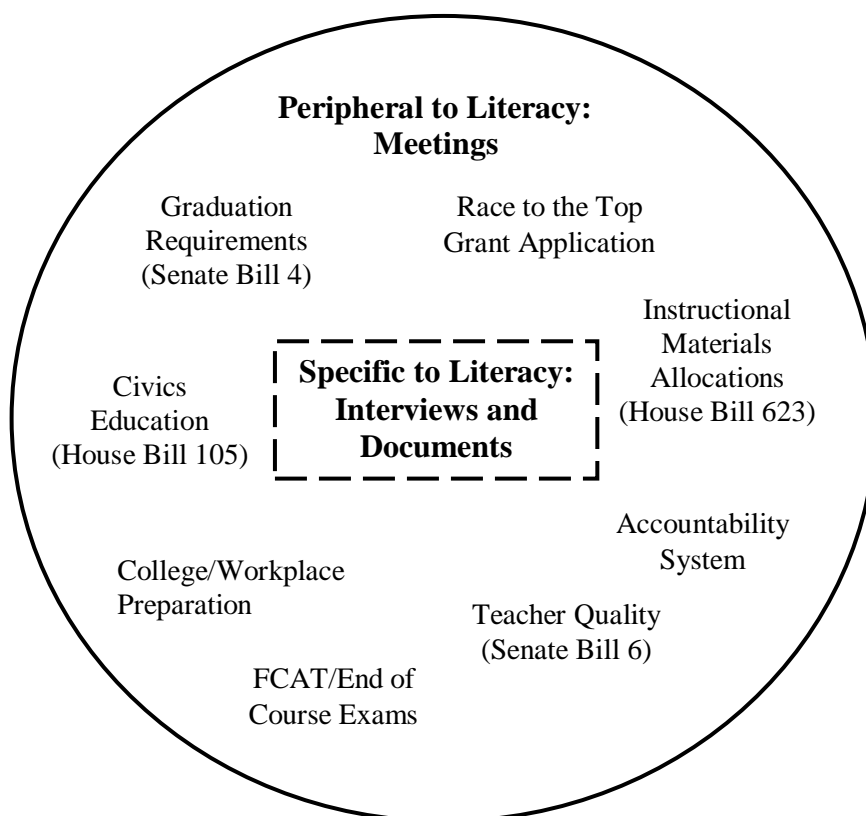 Peripheral to Literacy:
Meetings
Graduation
Requirements
(Senate Bill 4)
Race to the Top
Grant Application
Instructional
Materials
Allocations
(House Bill 623)
Civics
Education
(House Bill 105)
Specific to Literacy:
Interviews and
Documents
Accountability
System
College/Workplace
Preparation
Teacher Quality
(Senate Bill 6)
FCAT/End of
Course Exams